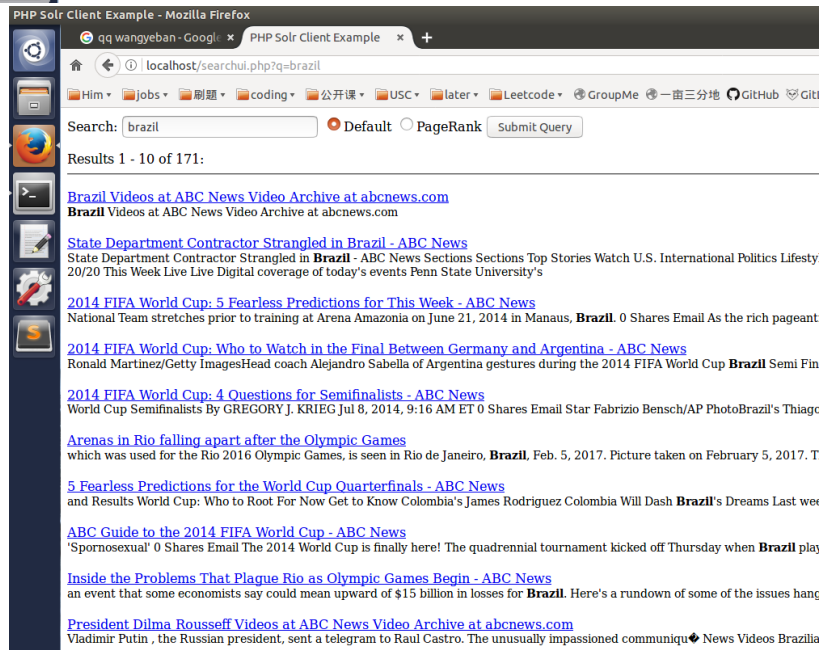 PHP Solr Client Example - Mozilla Firefox
qq wangyeban - Google × PHP Solr Client Example × +
localhost/searchui.php?q=brazil
Him jobs 刷題 coding 公开课 USC later Leetcode GroupMe 一亩三分地 GitHub Git
Search: brazil Default PageRank Submit Query
Results 1 - 10 of 171:
Brazil Videos at ABC News Video Archive at abcnews.com
Brazil Videos at ABC News Video Archive at abcnews.com
State Department Contractor Strangled in Brazil - ABC News
State Department Contractor Strangled in Brazil - ABC News Sections Sections Top Stories Watch U.S. International Politics Lifestyl
20/20 This Week Live Live Digital coverage of today's events Penn State University's
2014 FIFA World Cup: 5 Fearless Predictions for This Week - ABC News
National Team stretches prior to training at Arena Amazonia on June 21, 2014 in Manaus, Brazil. 0 Shares Email As the rich pageant
2014 FIFA World Cup: Who to Watch in the Final Between Germany and Argentina - ABC News
Ronald Martinez/Getty ImagesHead coach Alejandro Sabella of Argentina gestures during the 2014 FIFA World Cup Brazil Semi Fin
2014 FIFA World Cup: 4 Questions for Semifinalists - ABC News
World Cup Semifinalists By GREGORY J. KRIEG Jul 8, 2014, 9:16 AM ET 0 Shares Email Star Fabrizio Bensch/AP PhotoBrazil's Thiago
Arenas in Rio falling apart after the Olympic Games
which was used for the Rio 2016 Olympic Games, is seen in Rio de Janeiro, Brazil, Feb. 5, 2017. Picture taken on February 5, 2017. T
5 Fearless Predictions for the World Cup Quarterfinals - ABC News
and Results World Cup: Who to Root For Now Get to Know Colombia's James Rodriguez Colombia Will Dash Brazil's Dreams Last wee
ABC Guide to the 2014 FIFA World Cup - ABC News
'Spornosexual' 0 Shares Email The 2014 World Cup is finally here! The quadrennial tournament kicked off Thursday when Brazil play
Inside the Problems That Plague Rio as Olympic Games Begin - ABC News
an event that some economists say could mean upward of $15 billion in losses for Brazil. Here's a rundown of some of the issues hang
President Dilma Rousseff Videos at ABC News Video Archive at abcnews.com
Vladimir Putin , the Russian president, sent a telegram to Raul Castro. The unusually impassioned communiqu� News Videos Brazilia